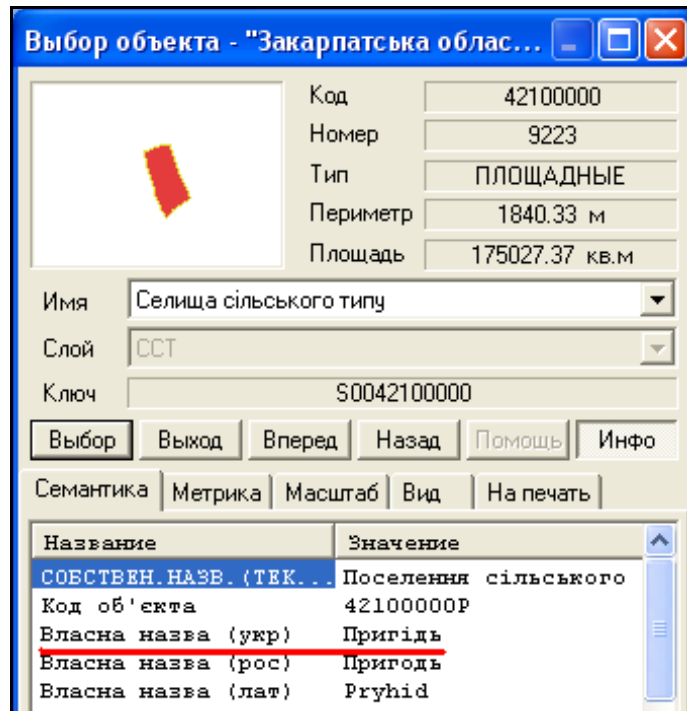 Выбор объекта - "Закарпатська облас...
Код 42100000
Номер 9223
Тип ПЛОЩАДНЫЕ
Периметр 1840.33 м
Площадь 175027.37 кв.м
Имя Селища сільського типу
Слой ССТ
Ключ S0042100000
Выбор Выход Вперед Назад Помощь Инфо
Семантика Метрика Масштаб Вид На печать
Название Значение
СОБСТВЕН.НАЗВ.(ТЕК... Поселення сільського
Код об'єкта 42100000P
Власна назва (укр) Пригідь
Власна назва (рос) Пригодь
Власна назва (лат) Pryhid